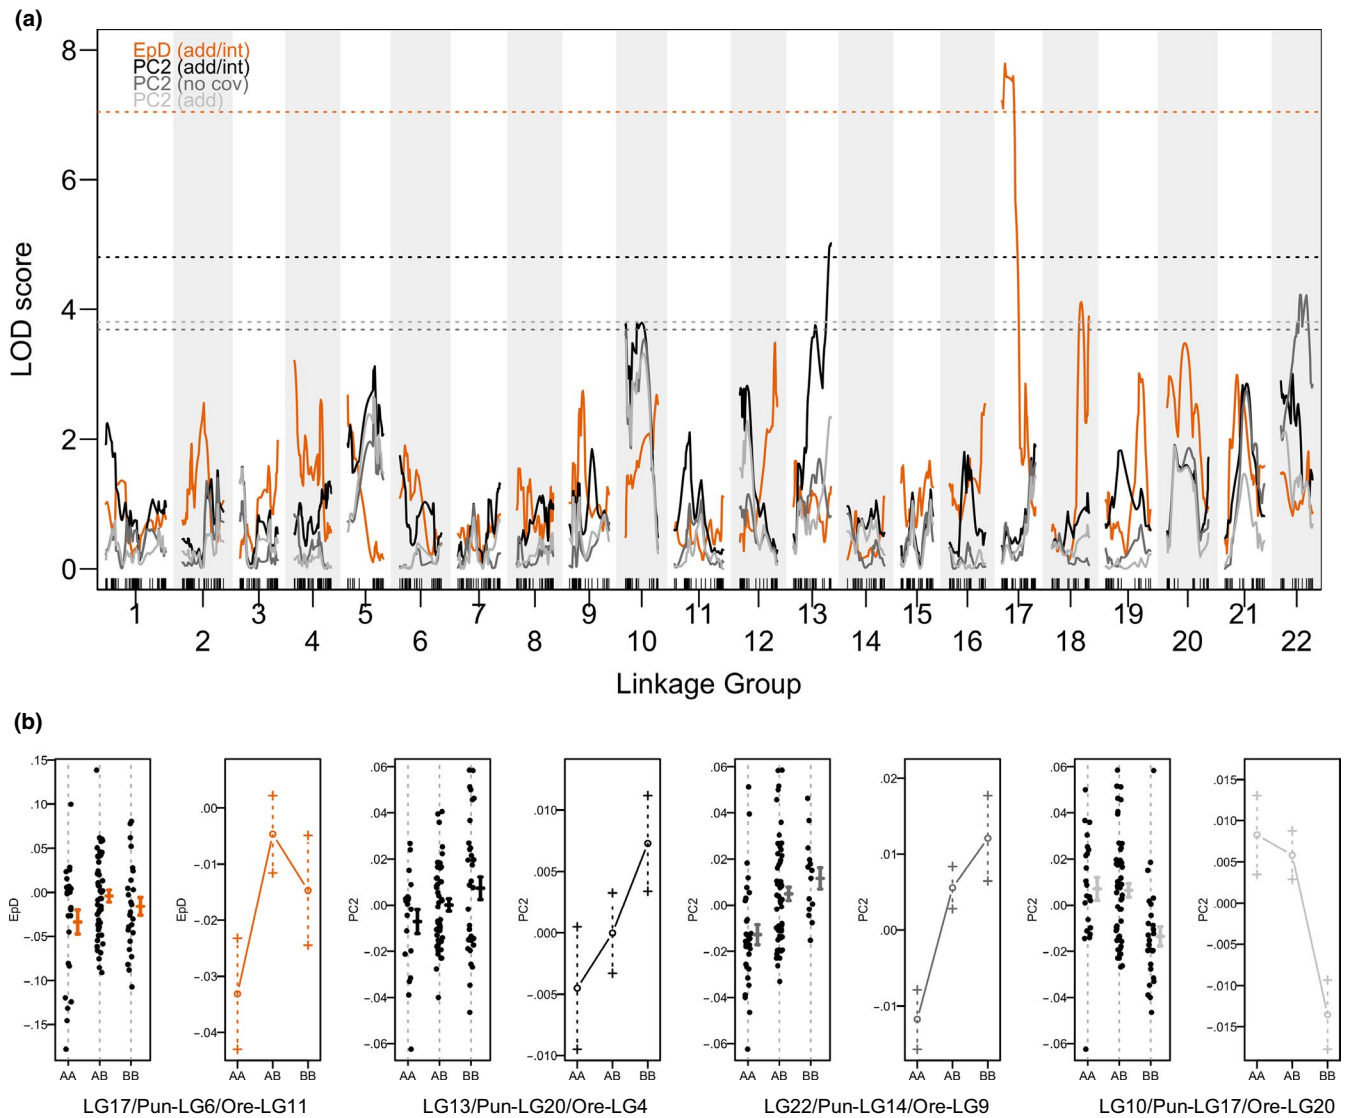 (a)
EpD (add/int)
PC2 (add/int)
PC2 (no cov)
PC2 (add)
8
6
4
2
0
LOD score
1 3 5 7 9 11 13 15 17 19 21
2 4 6 8 10 12 14 16 18 20 22
Linkage Group
(b)
EpD
.15
.10
.05
.00
−.05
−.10
−.15
AA AB BB
EpD
.00
−.01
−.02
−.03
−.04
AA AB BB
LG17/Pun-LG6/Ore-LG11
PC2
.06
.04
.02
.00
−.02
−.04
−.06
AA AB BB
PC2
.010
.005
.000
−.005
−.010
AA AB BB
LG13/Pun-LG20/Ore-LG4
PC2
.06
.04
.02
.00
−.02
−.04
−.06
AA AB BB
PC2
.02
.01
.00
−.01
AA AB BB
LG22/Pun-LG14/Ore-LG9
PC2
.06
.04
.02
.00
−.02
−.04
−.06
AA AB BB
PC2
.015
.010
.005
.000
−.005
−.010
−.015
AA AB BB
LG10/Pun-LG17/Ore-LG20